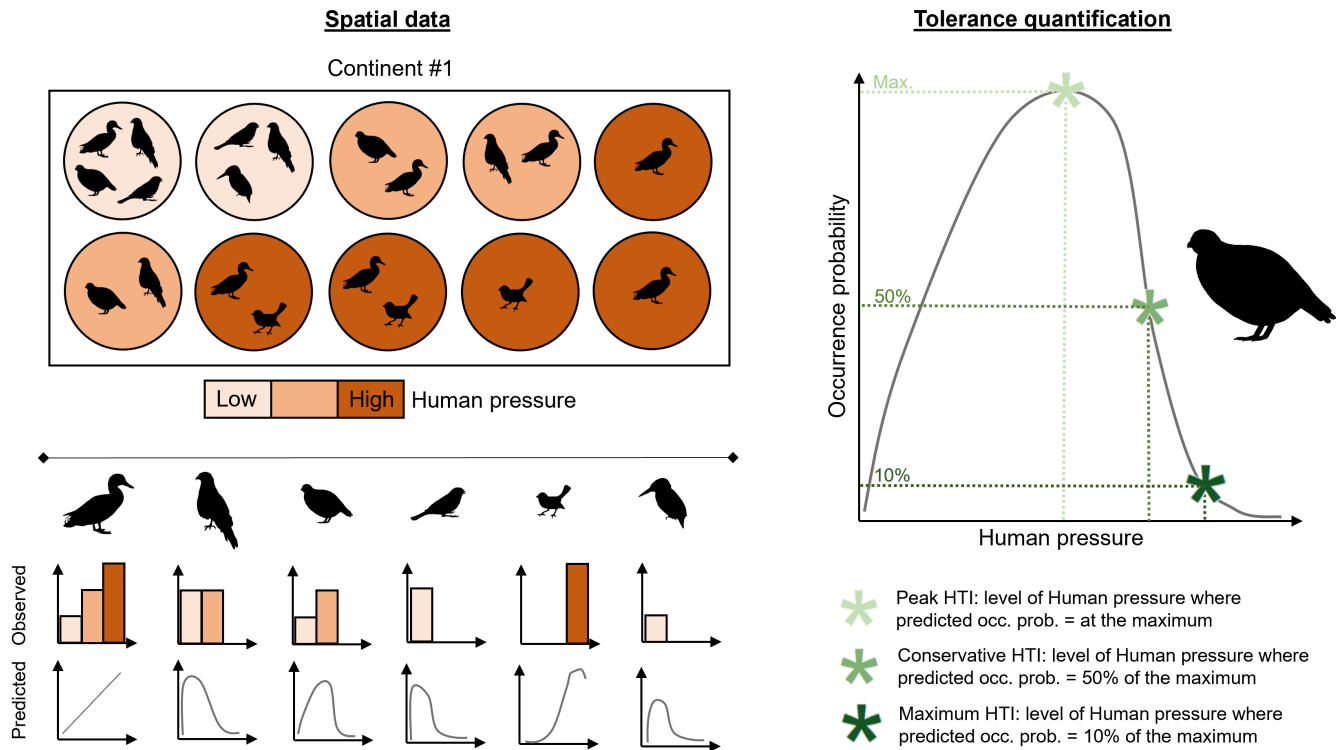 Spatial data
Continent #1
Low
High
Human pressure
Observed
Predicted
Tolerance quantification
Max.
50%
10%
Occurrence probability
Human pressure
Peak HTI: level of Human pressure where
predicted occ. prob. = at the maximum
Conservative HTI: level of Human pressure where
predicted occ. prob. = 50% of the maximum
Maximum HTI: level of Human pressure where
predicted occ. prob. = 10% of the maximum